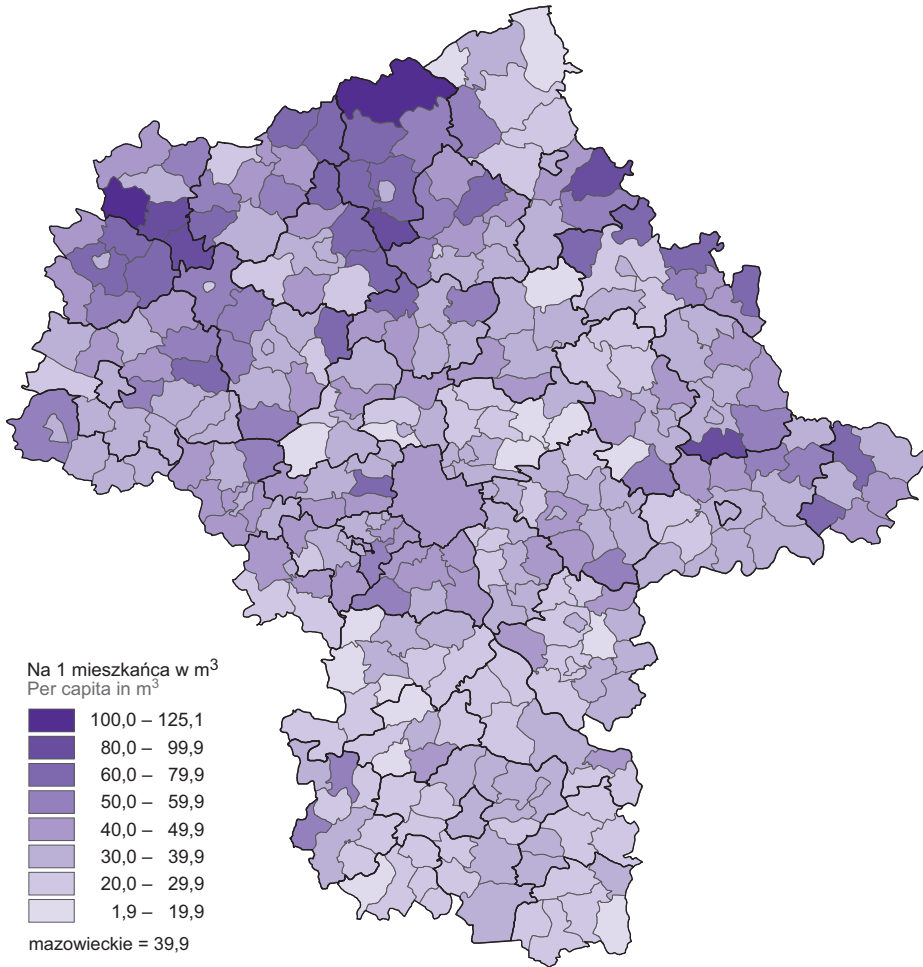 Na 1 mieszkańca w m³
Per capita in m³
100,0 – 125,1
80,0 – 99,9
60,0 – 79,9
50,0 – 59,9
40,0 – 49,9
30,0 – 39,9
20,0 – 29,9
1,9 – 19,9
mazowieckie = 39,9